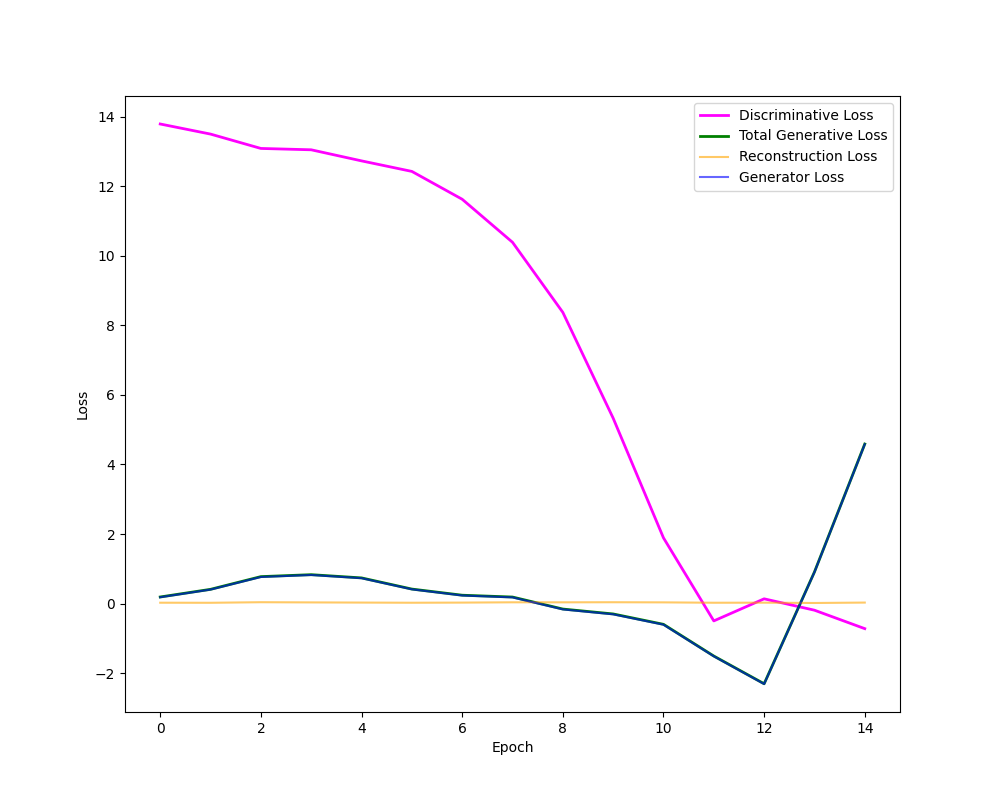 14
12
10
8
6
4
2
0
−2
Loss
0 2 4 6 8 10 12 14
Epoch
Discriminative Loss
Total Generative Loss
Reconstruction Loss
Generator Loss